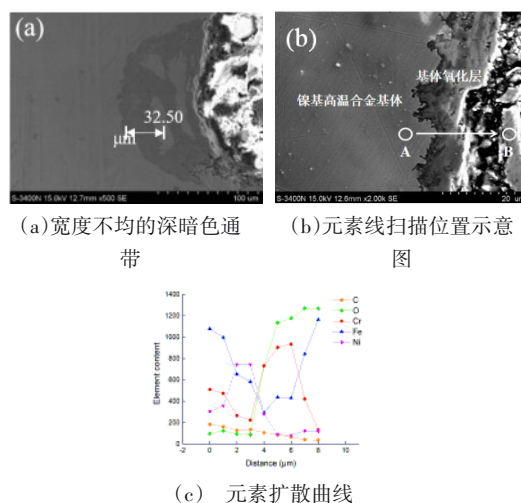 (a)
32.50
μm
S-3400N 15.0kV 12.7mm x500 SE
100 um
(b)
基体氧化层
镍基高温合金基体
A
B
S-3400N 15.0kV 12.6mm x2.00k SE
20 um
(a)宽度不均的深暗色通
带
(b)元素线扫描位置示意
图
1400
1200
1000
800
600
400
200
0
Element content
C
O
Cr
Fe
Ni
-2 0 2 4 6 8 10
Distance (μm)
(c) 元素扩散曲线